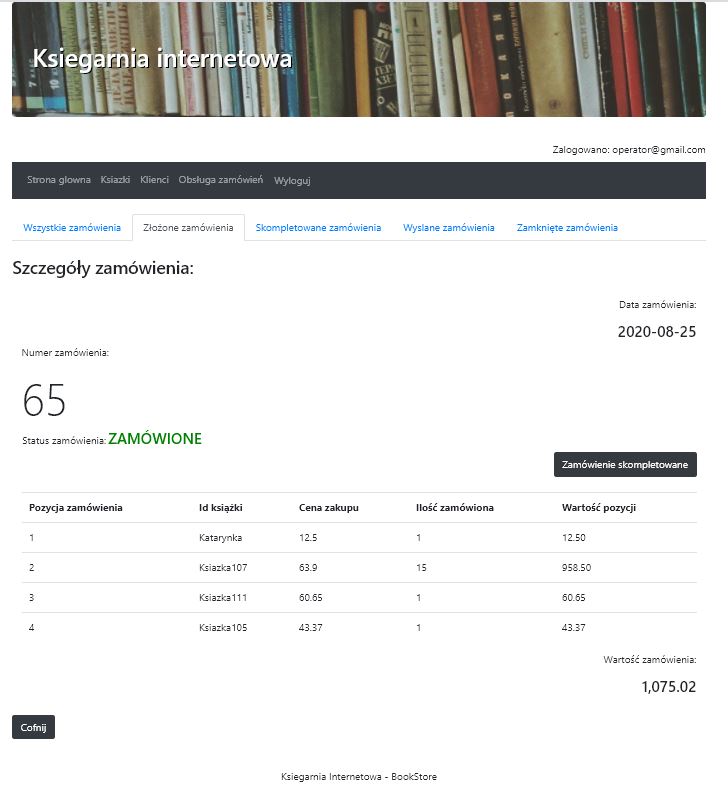 Ksiegarnia internetowa
Zalogowano: operator@gmail.com
Strona glowna Ksiazki Klienci Obsługa zamówień Wyloguj
Wszystkie zamówienia Złożone zamówienia Skompletowane zamówienia Wyslane zamówienia Zamknięte zamówienia
Szczegóły zamówienia:
Data zamówienia:
2020-08-25
Numer zamówienia:
65
Status zamówienia: ZAMÓWIONE
Zamówienie skompletowane
Pozycja zamówienia Id książki Cena zakupu Ilość zamówiona Wartość pozycji
1 Katarynka 12.5 1 12.50
2 Ksiazka107 63.9 15 958.50
3 Ksiazka111 60.65 1 60.65
4 Ksiazka105 43.37 1 43.37
Wartość zamówienia:
1,075.02
Cofnij
Ksiegarnia Internetowa - BookStore